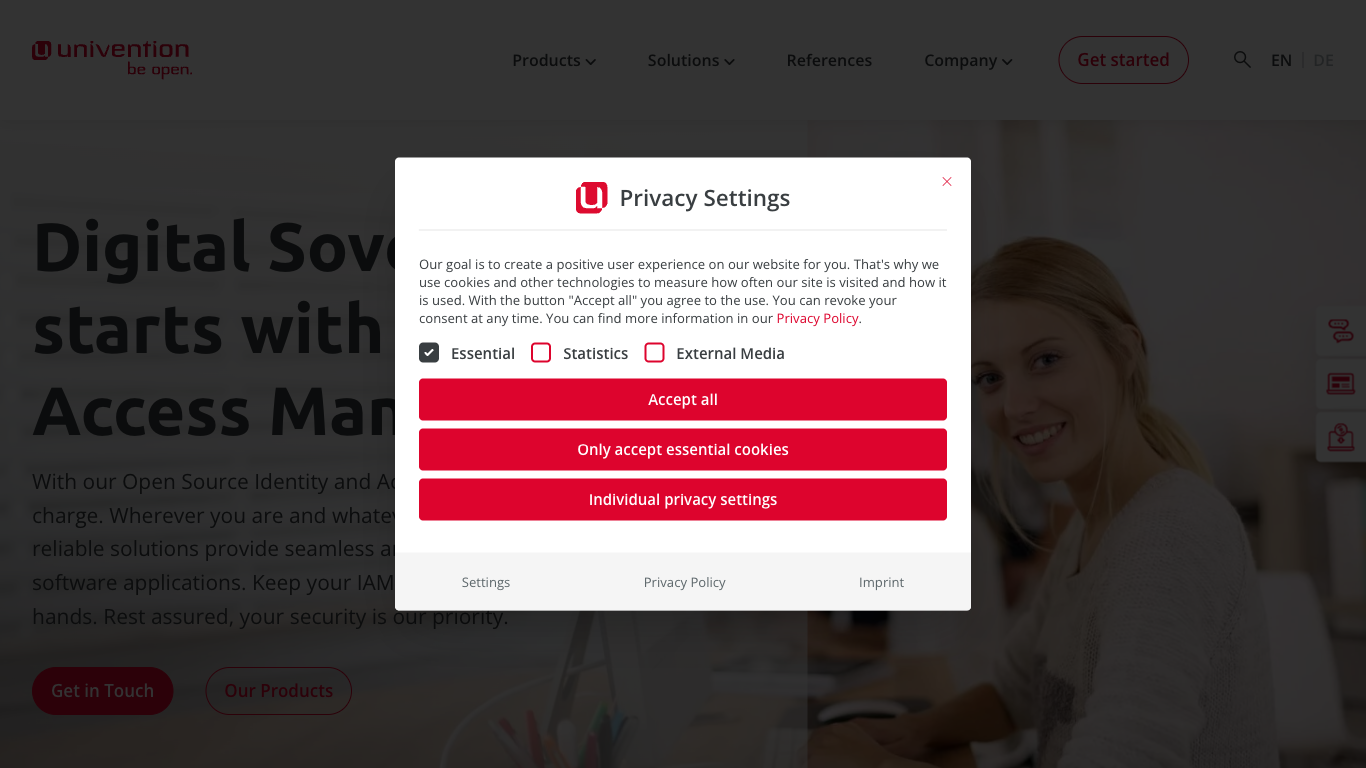 univention
be open.
Products
Solutions
References
Company
Get started
EN | DE
Privacy Settings
Our goal is to create a positive user experience on our website for you. That's why we
use cookies and other technologies to measure how often our site is visited and how it
is used. With the button "Accept all" you agree to the use. You can revoke your
consent at any time. You can find more information in our Privacy Policy.
Essential
Statistics
External Media
Accept all
Only accept essential cookies
Individual privacy settings
Settings
Privacy Policy
Imprint
Digital
starts with
Access
With our Open Source Identity and
charge. Wherever you are and
reliable solutions provide seamless
software applications. Keep your IAM
hands. Rest assured, your security is our priority.
Get in Touch
Our Products